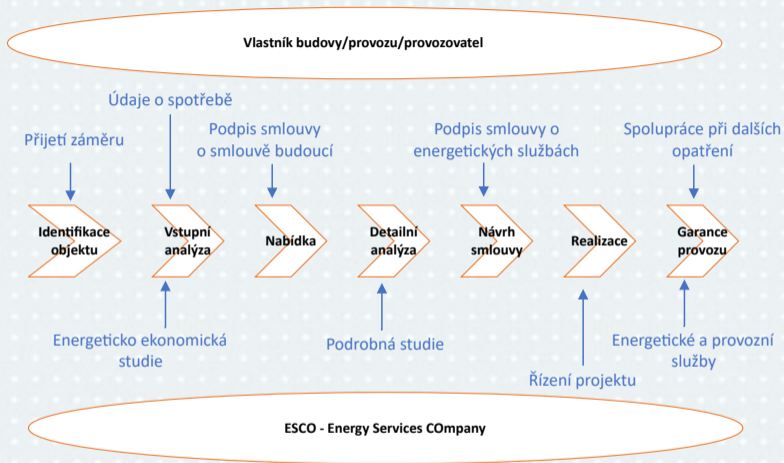 Vlastník budovy/provozu/provozovatel
Údaje o spotřebě
Přijetí záměru
Podpis smlouvy
o smlouvě budoucí
Podpis smlouvy o
energetických službách
Spolupráce při dalších
opatření
Identifikace
objektu
Vstupní
analýza
Nabídka
Detailní
analýza
Návrh
smlouvy
Realizace
Garance
provozu
Energeticko ekonomická
studie
Podrobná studie
Řízení projektu
Energetické a provozní
služby
ESCO - Energy Services COmpany